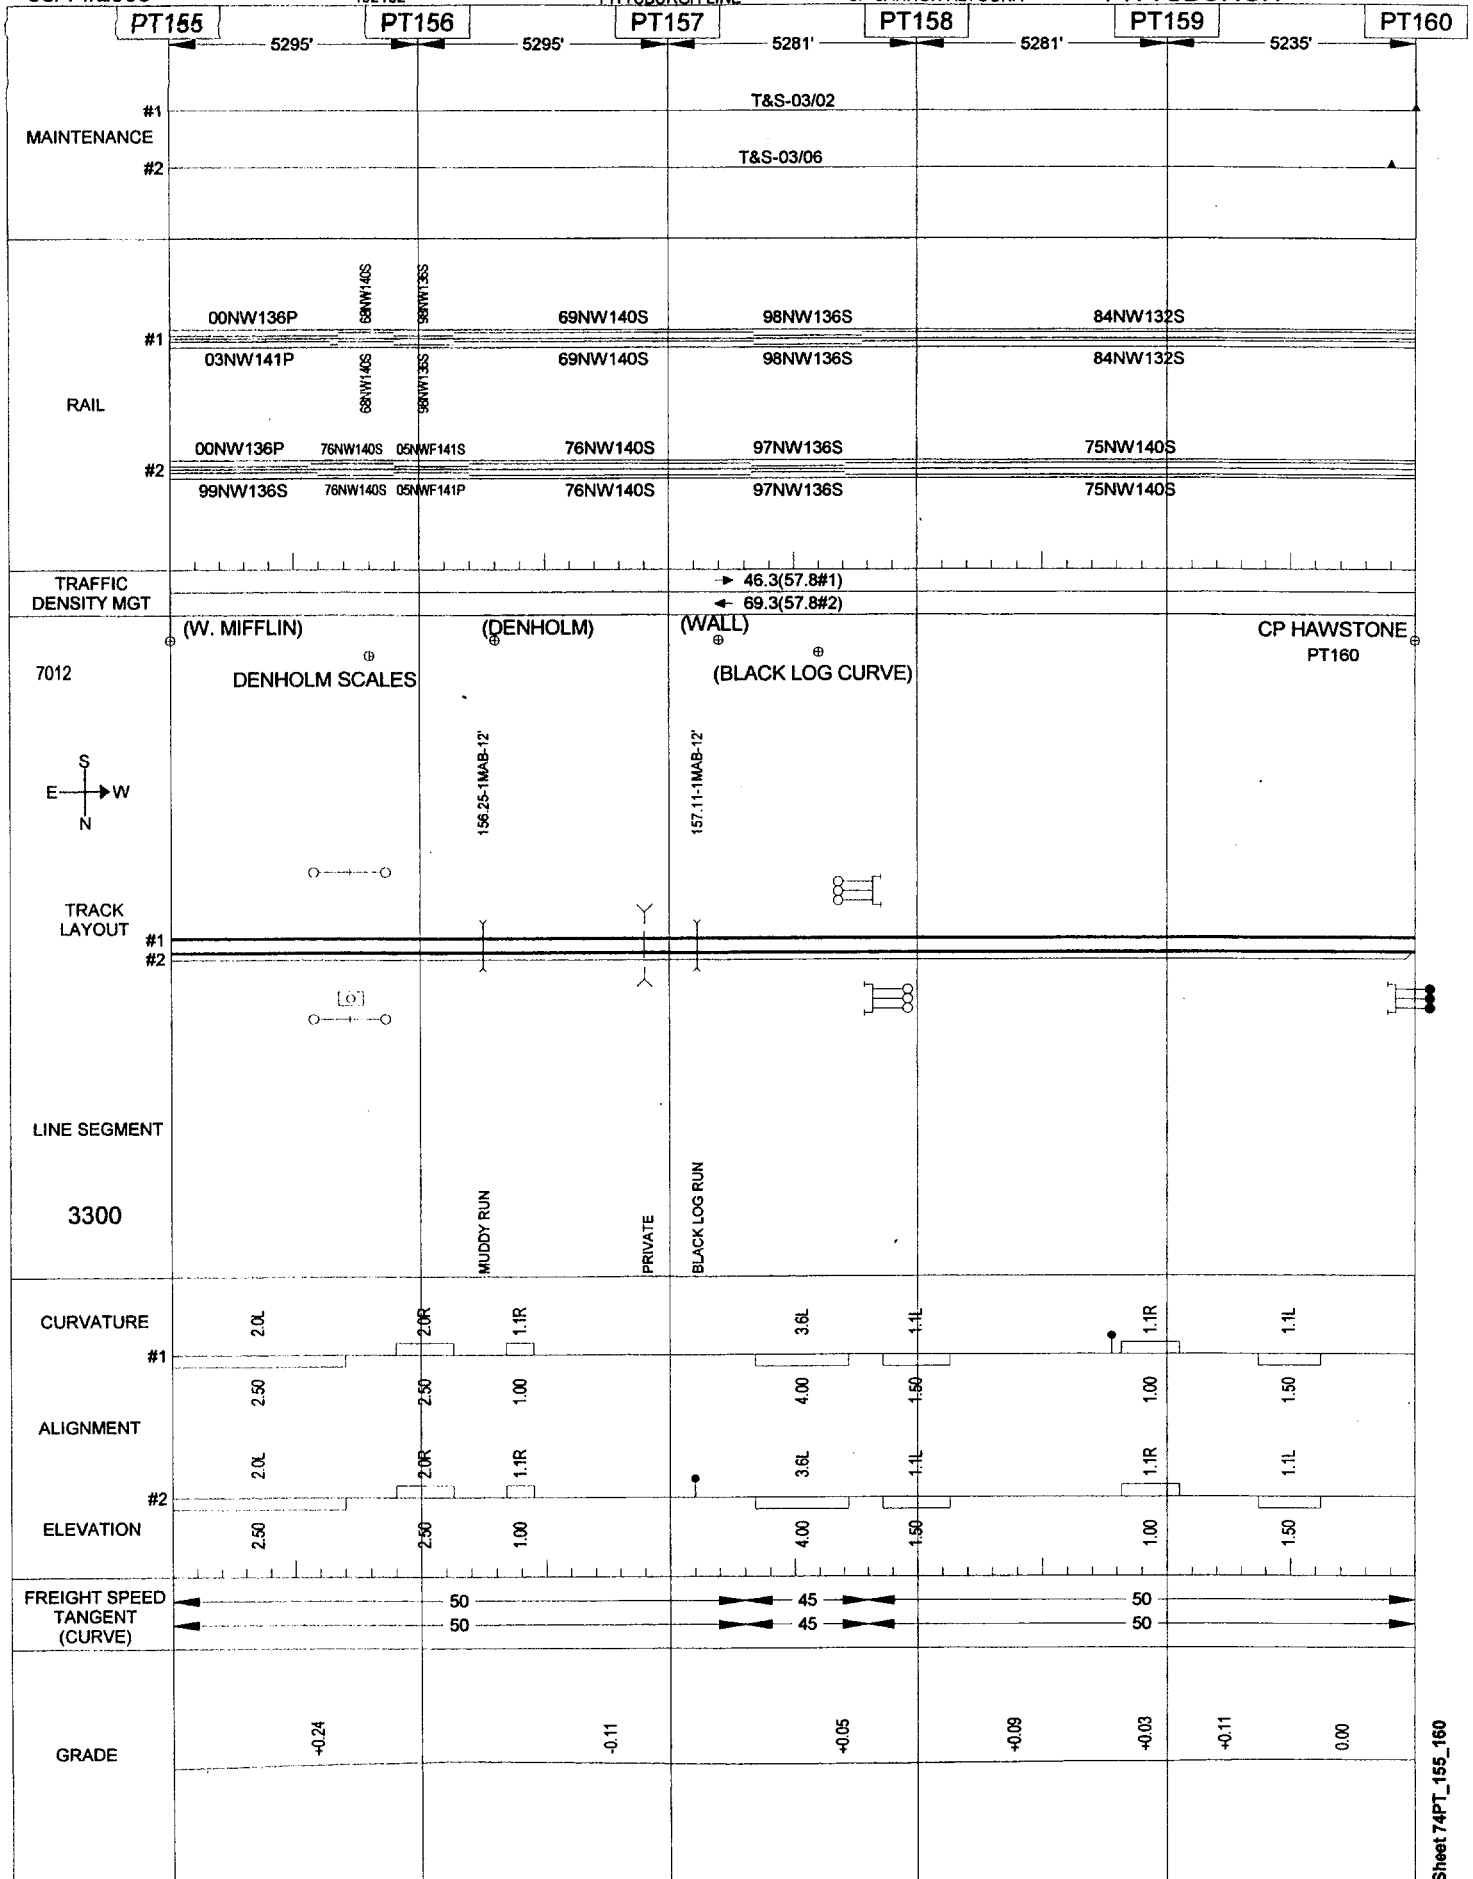 PITTSBURGH LINE
PT155 PT156 PT157 PT158 PT159 PT160
5295' 5295' 5281' 5281' 5235'
MAINTENANCE
#1 T&S-03/02
#2 T&S-03/06
RAIL
68NW140S 98NW136S
00NW136P 69NW140S 98NW136S 84NW132S
#1
03NW141P 69NW140S 98NW136S 84NW132S
68NW140S 98NW136S
00NW136P 76NW140S 05NWF141S 76NW140S 97NW136S 75NW140S
#2
99NW136S 76NW140S 05NWF141P 76NW140S 97NW136S 75NW140S
TRAFFIC
DENSITY MGT
46.3(57.8#1)
69.3(57.8#2)
(W. MIFFLIN) (DENHOLM) (WALL) CP HAWSTONE
PT160
7012
DENHOLM SCALES (BLACK LOG CURVE)
156.25-1MAB-12' 157.11-1MAB-12'
S
E W
N
TRACK
LAYOUT
#1
#2
LINE SEGMENT
3300
MUDDY RUN PRIVATE BLACK LOG RUN
CURVATURE
2.0L 2.0R 1.1R 3.6L 1.1L 1.1R 1.1L
#1
2.50 2.50 1.00 4.00 1.50 1.00 1.50
ALIGNMENT
2.0L 2.0R 1.1R 3.6L 1.1L 1.1R 1.1L
#2
ELEVATION
2.50 2.50 1.00 4.00 1.50 1.00 1.50
FREIGHT SPEED
TANGENT
(CURVE)
50 45 50
50 45 50
GRADE
+0.24 -0.11 +0.05 +0.09 +0.03 +0.11 0.00
Sheet 74PT_155_160